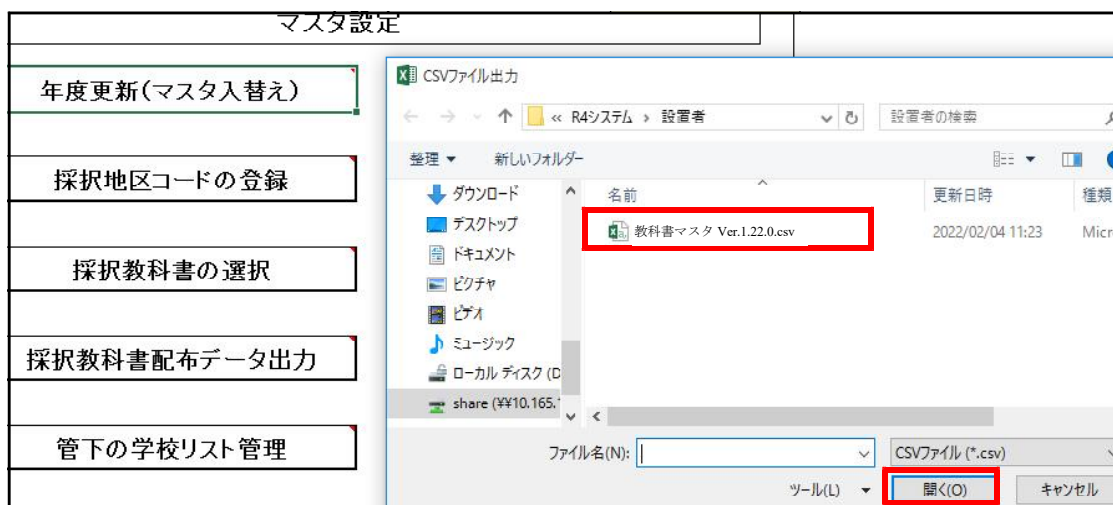 マスタ設定
年度更新(マスタ入替え)
採択地区コードの登録
採択教科書の選択
採択教科書配布データ出力
管下の学校リスト管理
CSVファイル出力
« R4システム › 設置者
設置者の検索
整理 新しいフォルダー
ダウンロード
デスクトップ
ドキュメント
ピクチャ
ビデオ
ミュージック
ローカル ディスク (D
share (¥¥10.165.
名前 更新日時 種類
教科書マスタ Ver.1.22.0.csv 2022/02/04 11:23 Micr
ファイル名(N): CSVファイル (*.csv)
ツール(L) 開く(O) キャンセル